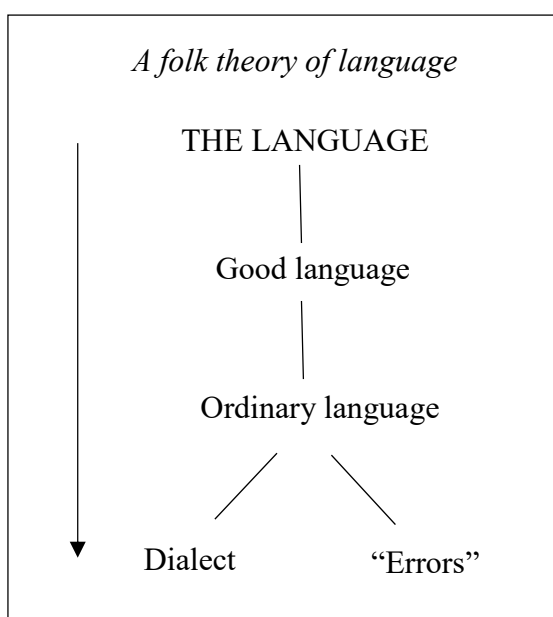 A folk theory of language
THE LANGUAGE
Good language
Ordinary language
Dialect “Errors”